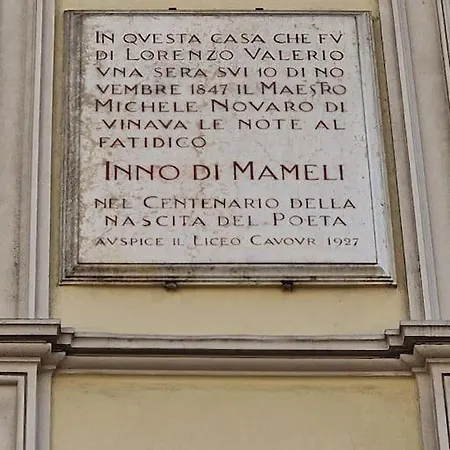 IN QVESTA CASA CHE FV
DI LORENZO VALERIO
VNA SERA SVI 10 DI NO
VEMBRE 1847 IL MAESTRO
MICHELE NOVARO DI
VINAVA LE NOTE AL
FATIDICO
INNO DI MAMELI
NEL CENTENARIO DELLA
NASCITA DEL POETA
AVSPICE IL LICEO CAVOVR 1927